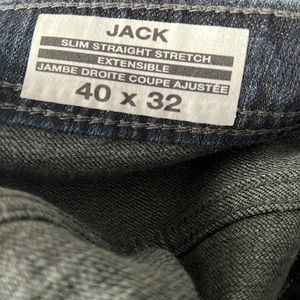 JACK
SLIM STRAIGHT STRETCH
EXTENSIBLE
JAMBE DROITE COUPE AJUSTÉE
40 x 32